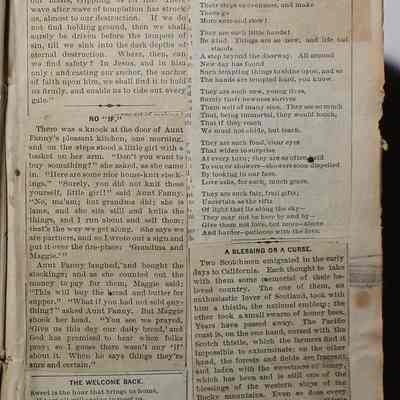 wave after wave of temptation has struck
us, almost to our destruction. If we do
not find holding ground, then we shall
surely be driven before the tempest of
sin, till we sink into the dark depths of
eternal destruction. Where, then, can
we find safety? In Jesus, and in him
only; and casting our anchor, the anchor
of faith upon him, we shall find it to hold
us firmly, and enable us to ride out every
gale."
NO "IF."
There was a knock at the door of Aunt
Fanny's pleasant kitchen, one morning,
and on the steps stood a little girl with a
basket on her arm. "Don't you want to
buy something?" she asked, as she came
in. "Here are some nice home-knit stock-
ings." "Surely, you did not knit these
yourself, little girl!" said Aunt Fanny.
"No, ma'am; but grandma did; she is
lame, and she sits still and knits the
things, and I run about and sell them;
that's the way we get along. She says we
are partners, and so I wrote out a sign and
put it over the fire-place: 'Grandma and
Maggie.'"
Aunt Fanny laughed, and bought the
stockings; and as she counted out the
money to pay for them, Maggie said:
"This will buy the bread and butter for
supper." "What if you had not sold any-
thing?" asked Aunt Fanny. But Maggie
shook her head. "You see we prayed,
'Give us this day our daily bread,' and
God has promised to hear when folks
pray; so I guess there wasn't any 'if'
about it. When he says thing they're
sure and certain."
THE WELCOME BACK.
Sweet is the hour that brings us home,
Their steps to evenness, and make
Them go
More sure and slow!
They are such little hands!
Be kind. Things are so new, and life but
stands
A step beyond the doorway. All around
New day has found
Such tempting things to shine upon, and so
The hands are tempted hard, you know.
They are such new, young lives,
Surely their newness shrives
Them well of many sins. They see so much
That, being immortal, they would touch,
That if they reach
We must not chide, but teach.
They are such fond, clear eyes
That widen to surprise
At every turn; they are so often
To sun or showers—showers soon dispelled
By looking in our face.
Love asks, for such, much grace.
They are such fair, frail gifts;
Uncertain as the rifts
Of light that lie along the sky—
They may not be here by and by—
Give them not love, but more—above
And harder—patience with the love.
A BLESSING OR A CURSE.
Two Scotchmen emigrated in the early
days to California. Each thought to take
with them some memorial of their be-
loved country. The one of them, an
enthusiastic lover of Scotland, took with
him a thistle, the national emblem; the
other took a small swarm of honey bees.
Years have passed away. The Pacific
coast is, on the one hand, cursed with the
Scotch thistle, which the farmers find it
impossible to exterminate; on the other
hand, the forests and fields are fragrant
and laden with the sweetness of honey,
which has been and is still one of the
blessings of the western slope of the
Rocky mountains. Even so does every